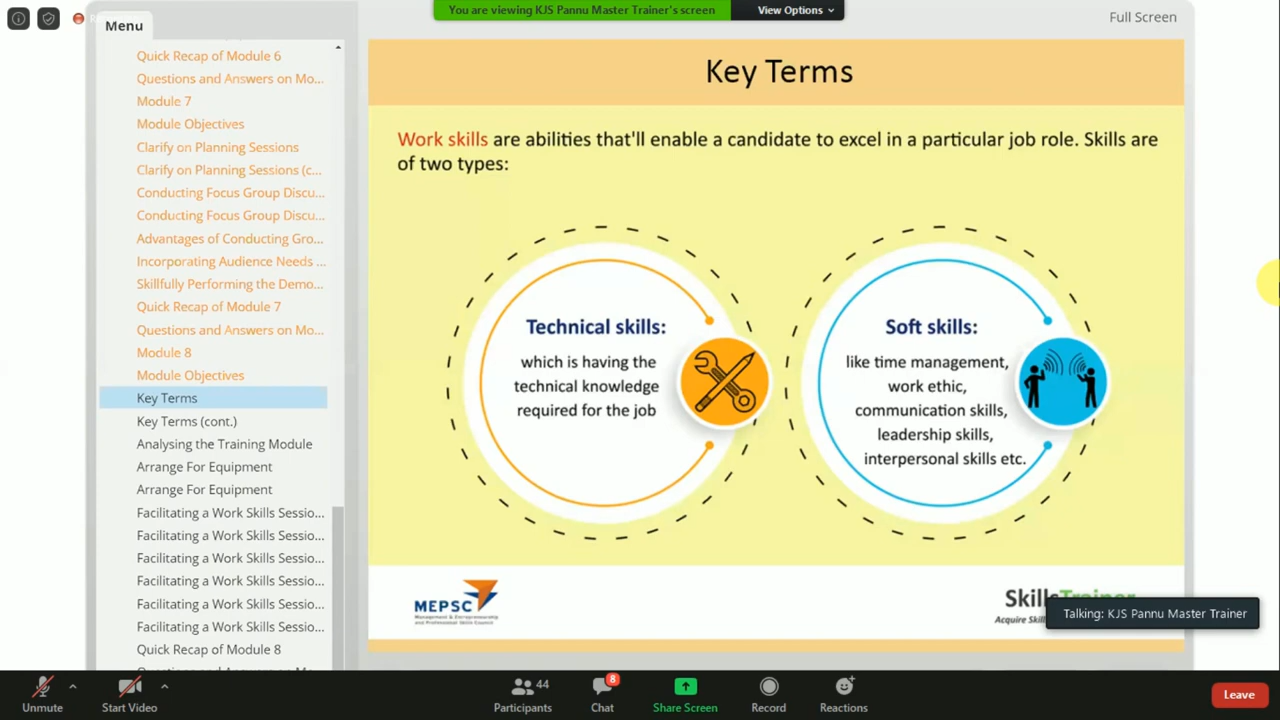 You are viewing KJS Pannu Master Trainer's screen
View Options
Full Screen
Menu
Quick Recap of Module 6
Questions and Answers on Mo...
Module 7
Module Objectives
Clarify on Planning Sessions
Clarify on Planning Sessions (c...
Conducting Focus Group Discu...
Conducting Focus Group Discu...
Advantages of Conducting Gro...
Incorporating Audience Needs ...
Skillfully Performing the Demo...
Quick Recap of Module 7
Questions and Answers on Mo...
Module 8
Module Objectives
Key Terms
Key Terms (cont.)
Analysing the Training Module
Arrange For Equipment
Arrange For Equipment
Facilitating a Work Skills Sessio...
Facilitating a Work Skills Sessio...
Facilitating a Work Skills Sessio...
Facilitating a Work Skills Sessio...
Facilitating a Work Skills Sessio...
Facilitating a Work Skills Sessio...
Quick Recap of Module 8
Key Terms
Work skills are abilities that'll enable a candidate to excel in a particular job role. Skills are
of two types:
Technical skills:
which is having the
technical knowledge
required for the job
Soft skills:
like time management,
work ethic,
communication skills,
leadership skills,
interpersonal skills etc.
MEPSC
Management & Entrepreneurship
and Professional Skills Council
SkillsTrainer
Acquire Skil
Talking: KJS Pannu Master Trainer
Unmute
Start Video
Participants
44
Chat
8
Share Screen
Record
Reactions
Leave